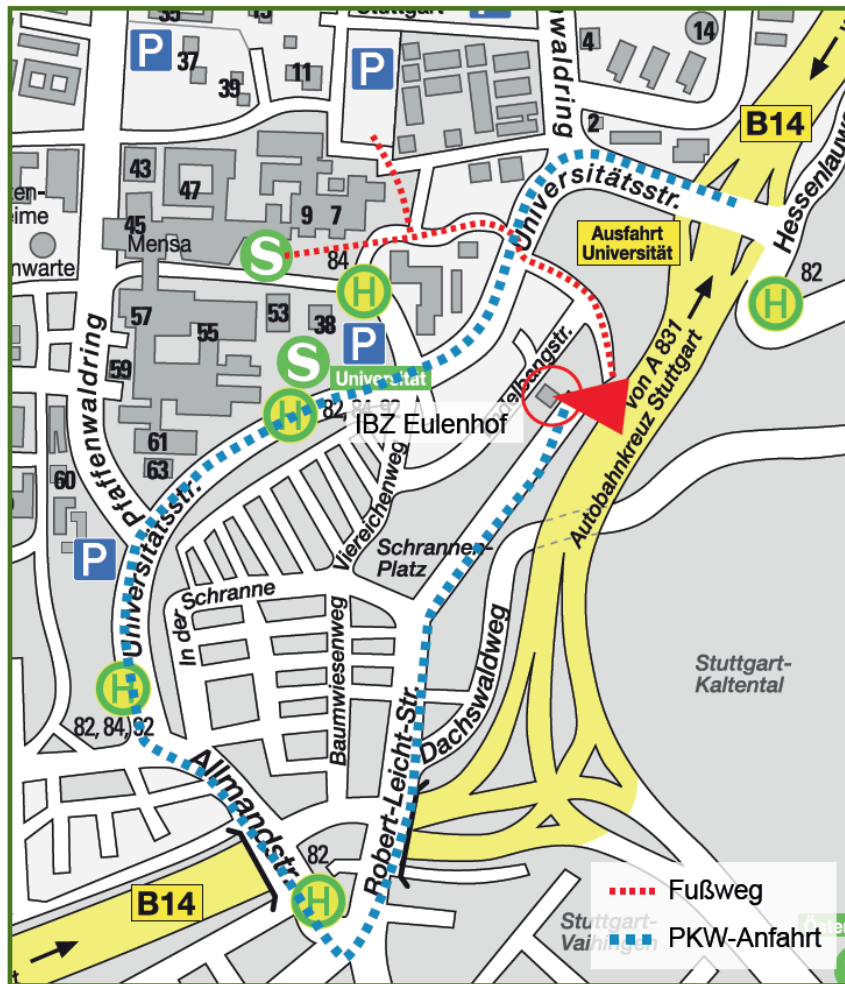 35
Stuttgart
37
39
11
P
P
4
14
2
B14
Hessenlauwe
43
47
45
9
7
Mensa
Universitätsstr.
Ausfahrt
Universität
S
84
H
82
H
57
55
53
38
P
59
S
Universität
H
82, 84, 92
IBZ Eulenhof
von A 831
Autobahnkreuz Stuttgart
61
63
60
Pfaffenwaldring
Universitätsstr.
P
Viereichenweg
Schrannen-
Platz
In der Schranne
Baumwiesenweg
Dachswaldweg
Stuttgart-
Kaltental
H
82, 84, 92
Allmandstr.
Robert-Leicht-Str.
82
H
B14
Stuttgart-
Vaihingen
Fußweg
PKW-Anfahrt